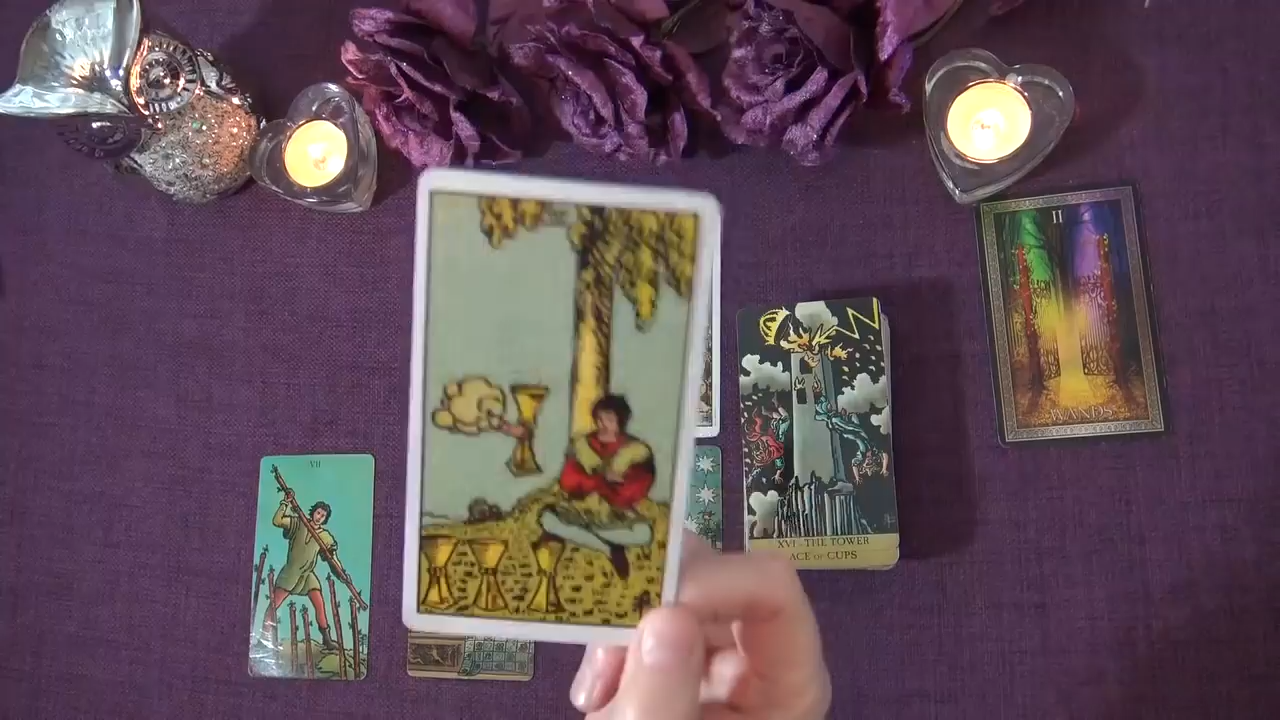 II
WANDS
VII
XVI - THE TOWER
ACE OF CUPS